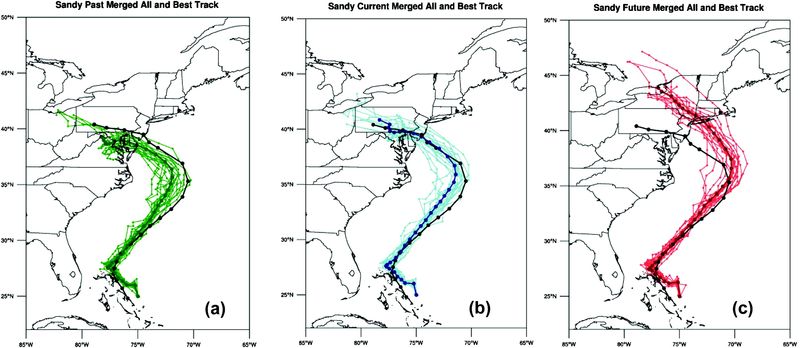 Sandy Past Merged All and Best Track
50°N
45°N
40°N
35°N
30°N
25°N
85°W 80°W 75°W 70°W 65°W
(a)
Sandy Current Merged All and Best Track
50°N
45°N
40°N
35°N
30°N
25°N
85°W 80°W 75°W 70°W 65°W
(b)
Sandy Future Merged All and Best Track
50°N
45°N
40°N
35°N
30°N
25°N
85°W 80°W 75°W 70°W 65°W
(c)